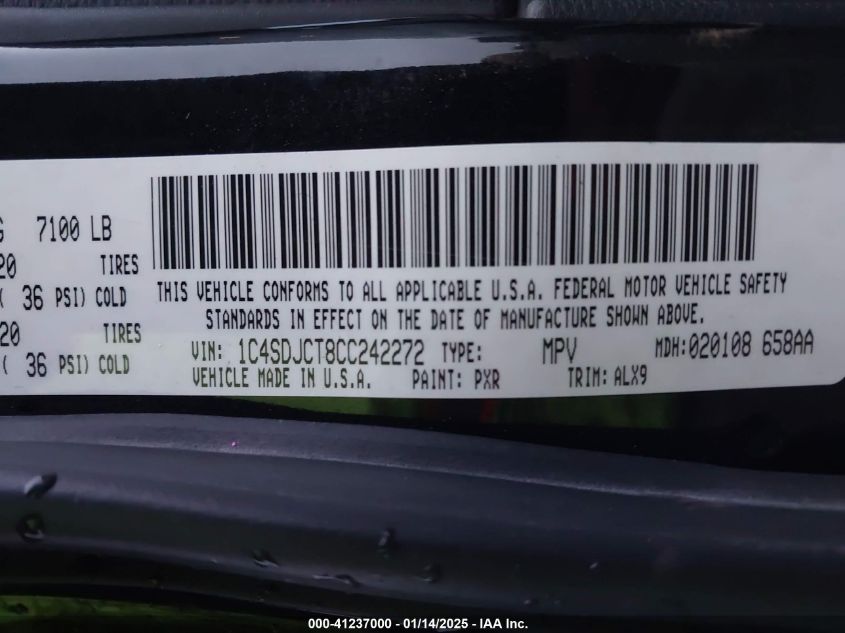 G 7100 LB
20 TIRES
( 36 PSI) COLD
20 TIRES
( 36 PSI) COLD
THIS VEHICLE CONFORMS TO ALL APPLICABLE U.S.A. FEDERAL MOTOR VEHICLE SAFETY
STANDARDS IN EFFECT ON THE DATE OF MANUFACTURE SHOWN ABOVE.
VIN: 1C4SDJCT8CC242272 TYPE: MPV MDH:020108 658AA
VEHICLE MADE IN U.S.A. PAINT: PXR TRIM: ALX9
000-41237000 - 01/14/2025 - IAA Inc.